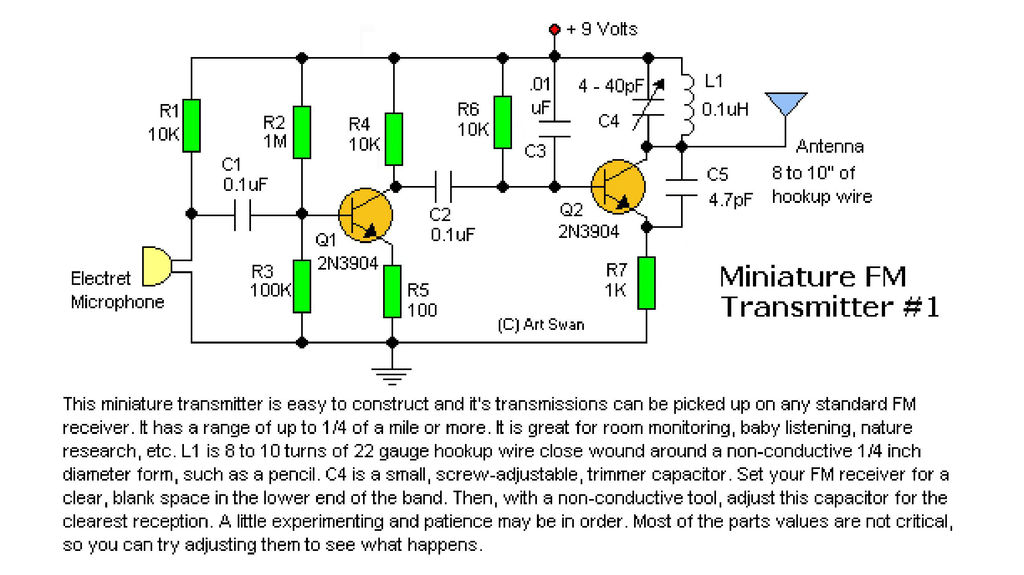 + 9 Volts
R1
10K
R2
1M
R4
10K
R6
10K
.01
uF
C3
4 - 40pF
C4
L1
0.1uH
Antenna
8 to 10" of
hookup wire
C1
0.1uF
C2
0.1uF
Q1
2N3904
Q2
2N3904
C5
4.7pF
Electret
Microphone
R3
100K
R5
100
R7
1K
(C) Art Swan
Miniature FM
Transmitter #1
This miniature transmitter is easy to construct and it's transmissions can be picked up on any standard FM
receiver. It has a range of up to 1/4 of a mile or more. It is great for room monitoring, baby listening, nature
research, etc. L1 is 8 to 10 turns of 22 gauge hookup wire close wound around a non-conductive 1/4 inch
diameter form, such as a pencil. C4 is a small, screw-adjustable, trimmer capacitor. Set your FM receiver for a
clear, blank space in the lower end of the band. Then, with a non-conductive tool, adjust this capacitor for the
clearest reception. A little experimenting and patience may be in order. Most of the parts values are not critical,
so you can try adjusting them to see what happens.